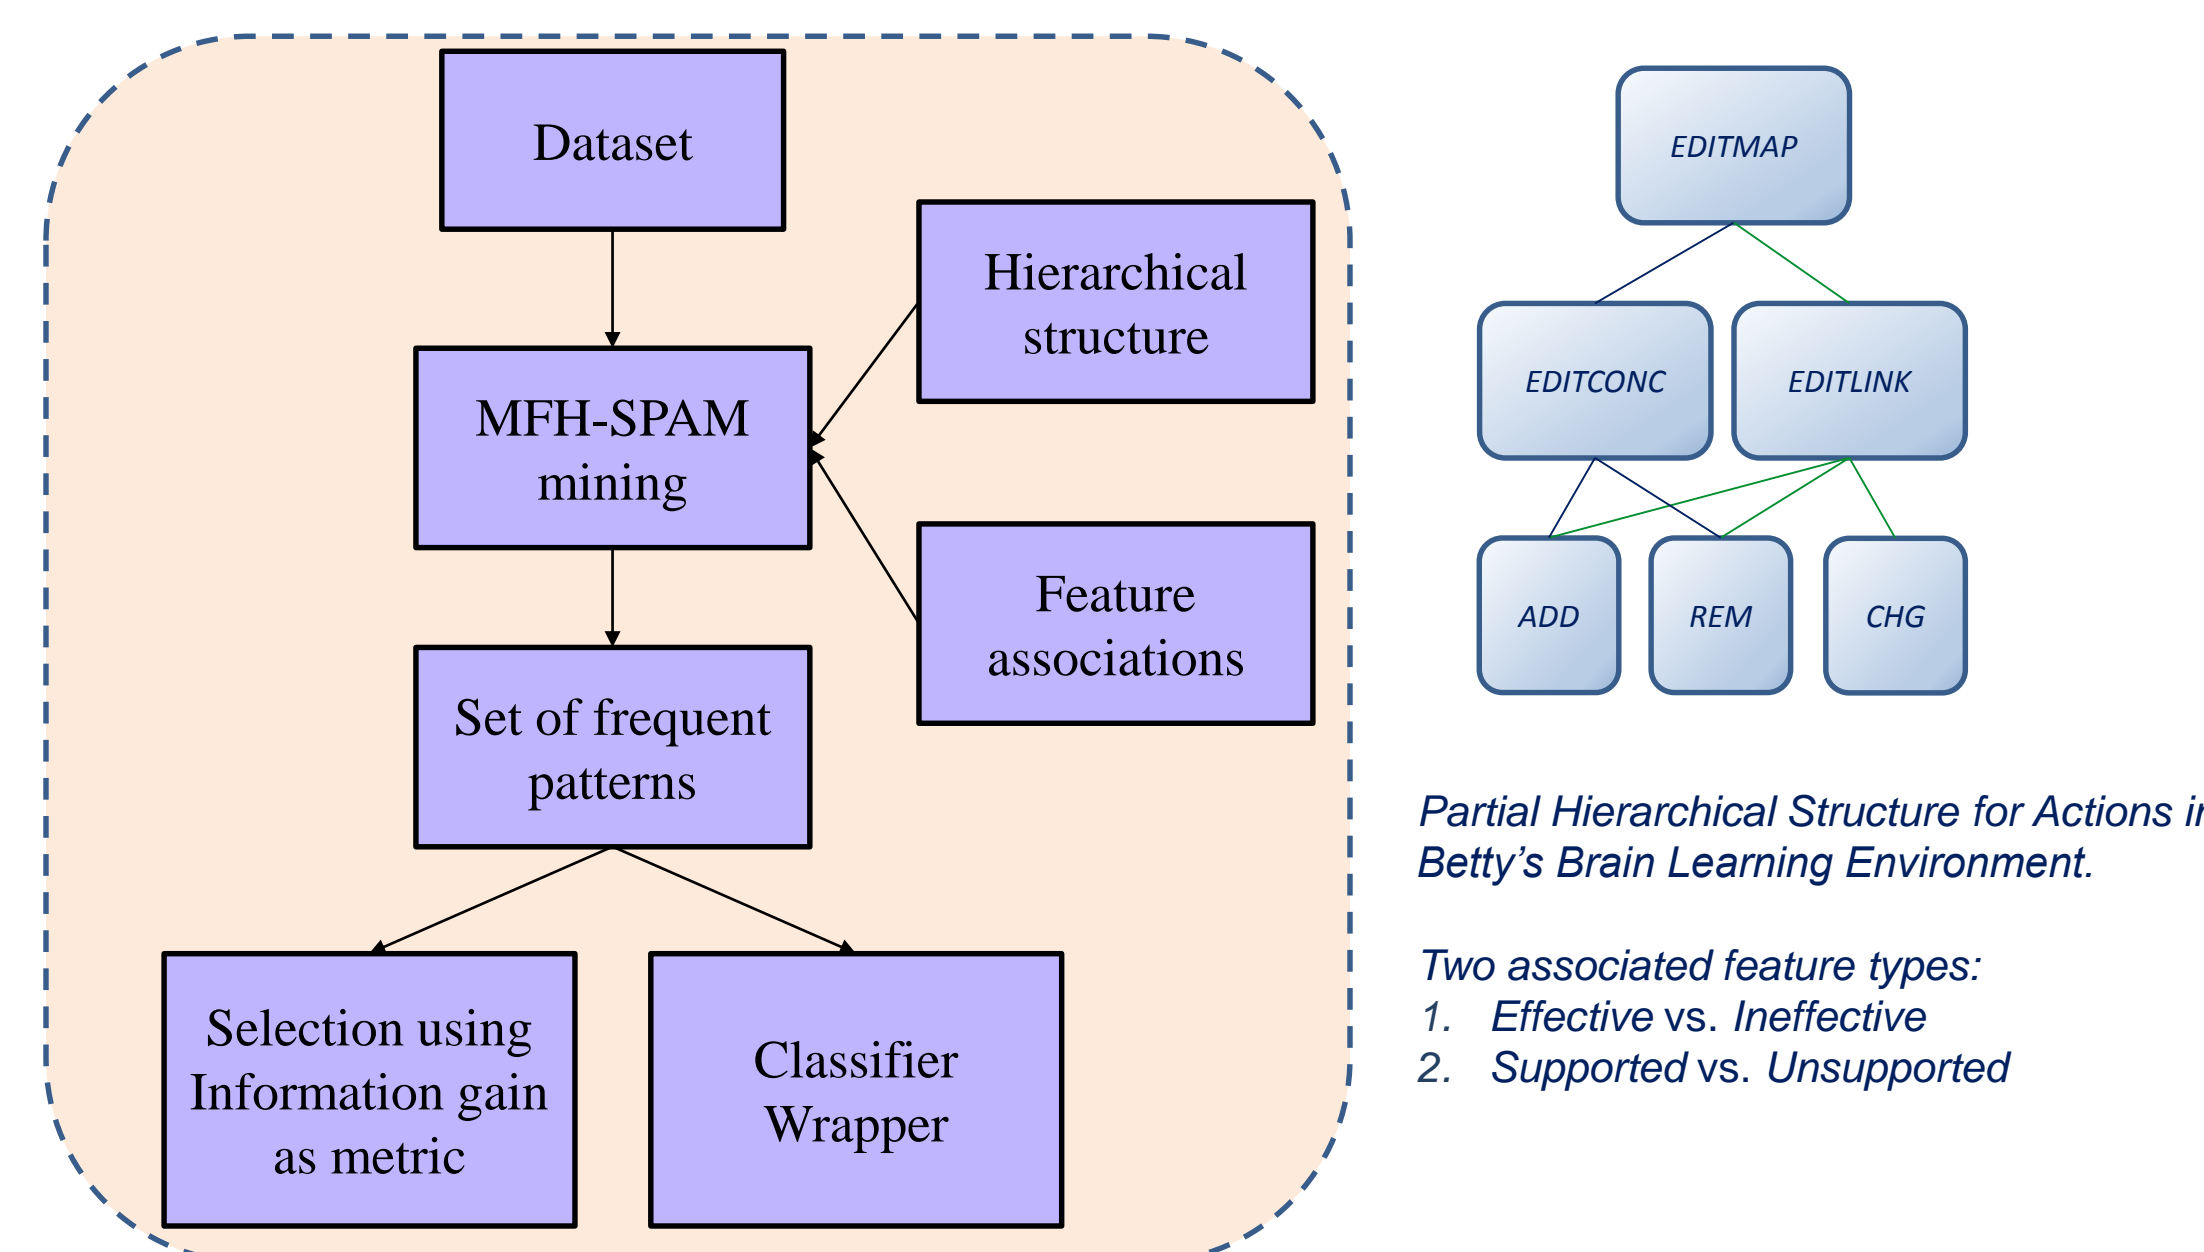 Dataset
Hierarchical
structure
MFH-SPAM
mining
Feature
associations
Set of frequent
patterns
Selection using
Information gain
as metric
Classifier
Wrapper
EDITMAP
EDITCONC
EDITLINK
ADD
REM
CHG
Partial Hierarchical Structure for Actions in
Betty’s Brain Learning Environment.
Two associated feature types:
1. Effective vs. Ineffective
2. Supported vs. Unsupported